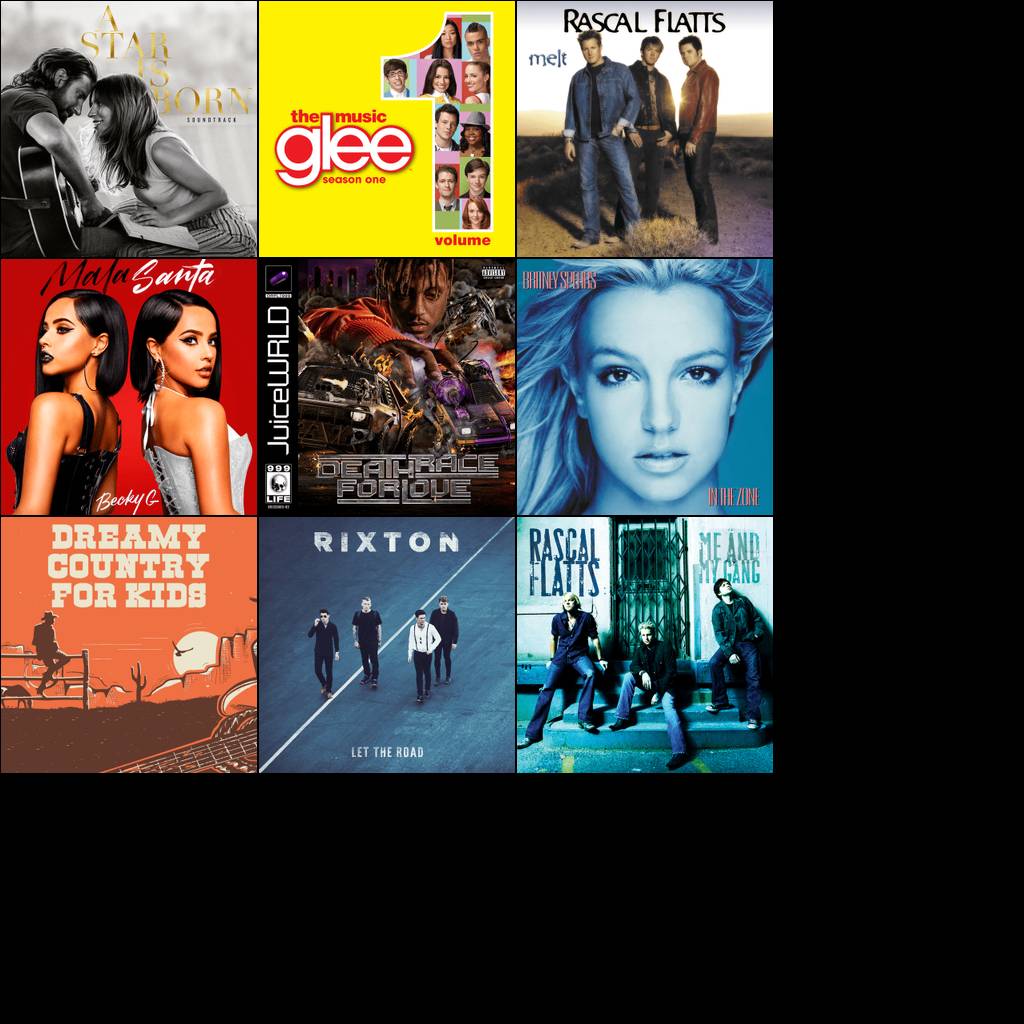 A
STAR
IS
BORN
SOUNDTRACK
the music
glee
season one
1
volume
RASCAL FLATTS
melt
Mala Santa
Becky G
JuiceWRLD
999
LIFE
DEATH RACE
FOR LOVE
BRITNEY SPEARS
IN THE ZONE
DREAMY
COUNTRY
FOR KIDS
RIXTON
LET THE ROAD
RASCAL
FLATTS
ME AND
MY GANG